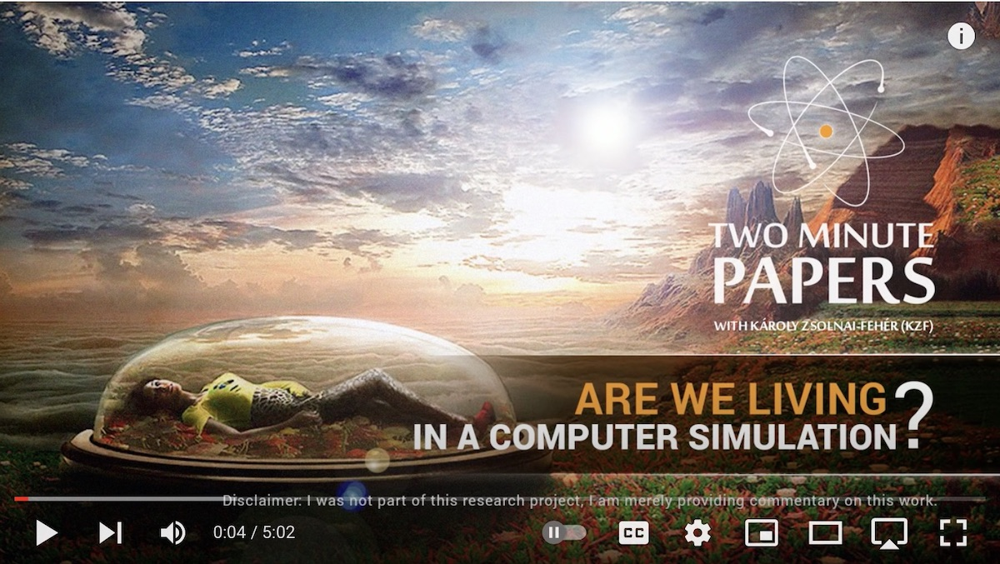 i
TWO MINUTE
PAPERS
WITH KÁROLY ZSOLNAI-FEHÉR (KZF)
ARE WE LIVING
IN A COMPUTER SIMULATION?
Disclaimer: I was not part of this research project, I am merely providing commentary on this work.
0:04 / 5:02
CC